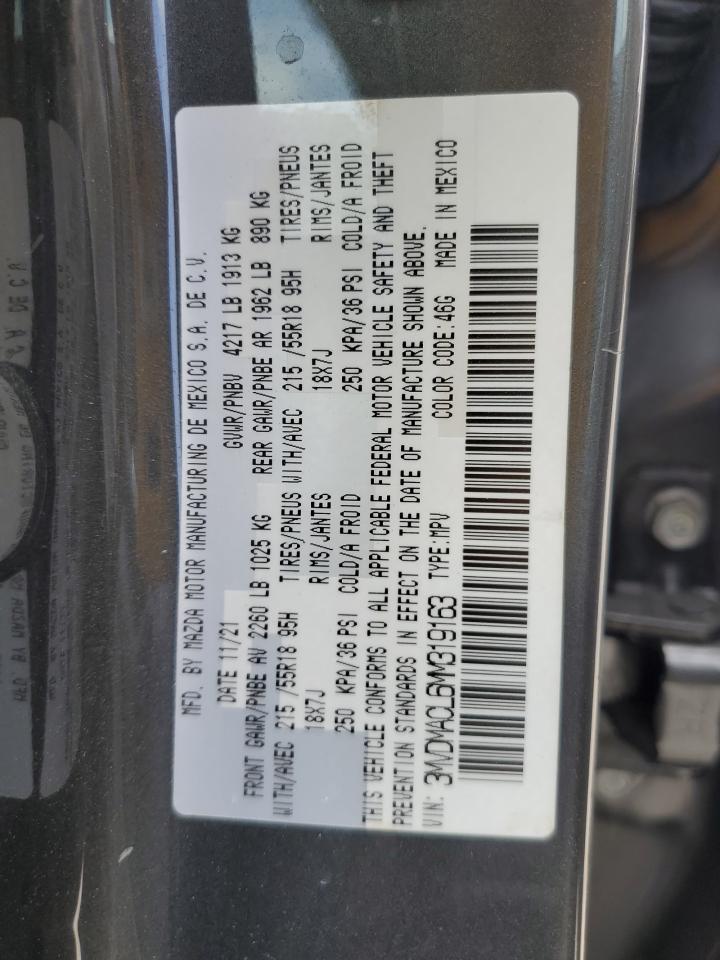 MFD. BY MAZDA MOTOR MANUFACTURING DE MEXICO S.A. DE C.V.
DATE 11/21 GVWR/PNBV 4217 LB 1913 KG
FRONT GAWR/PNBE AV 2260 LB 1025 KG REAR GAWR/PNBE AR 1962 LB 890 KG
WITH/AVEC 215 /55R18 95H TIRES/PNEUS WITH/AVEC 215 /55R18 95H TIRES/PNEUS
18X7J RIMS/JANTES 18X7J RIMS/JANTES
250 KPA/36 PSI COLD/A FROID 250 KPA/36 PSI COLD/A FROID
THIS VEHICLE CONFORMS TO ALL APPLICABLE FEDERAL MOTOR VEHICLE SAFETY AND THEFT
PREVENTION STANDARDS IN EFFECT ON THE DATE OF MANUFACTURE SHOWN ABOVE.
VIN: 3MVDMACL6MM319163 TYPE:MPV COLOR CODE:46G MADE IN MEXICO